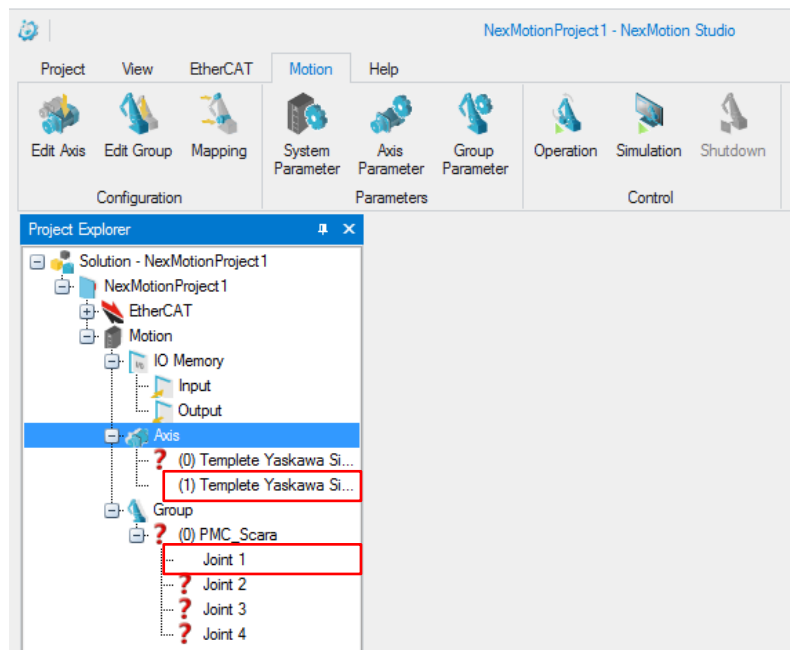 NexMotionProject1 - NexMotion Studio
Project View EtherCAT Motion Help
Edit Axis Edit Group Mapping System Parameter Axis Parameter Group Parameter Operation Simulation Shutdown
Configuration Parameters Control
Project Explorer
Solution - NexMotionProject1
NexMotionProject1
EtherCAT
Motion
I/O IO Memory
Input
Output
Axis
? (0) Templete Yaskawa Si...
(1) Templete Yaskawa Si...
Group
? (0) PMC_Scara
Joint 1
? Joint 2
? Joint 3
? Joint 4